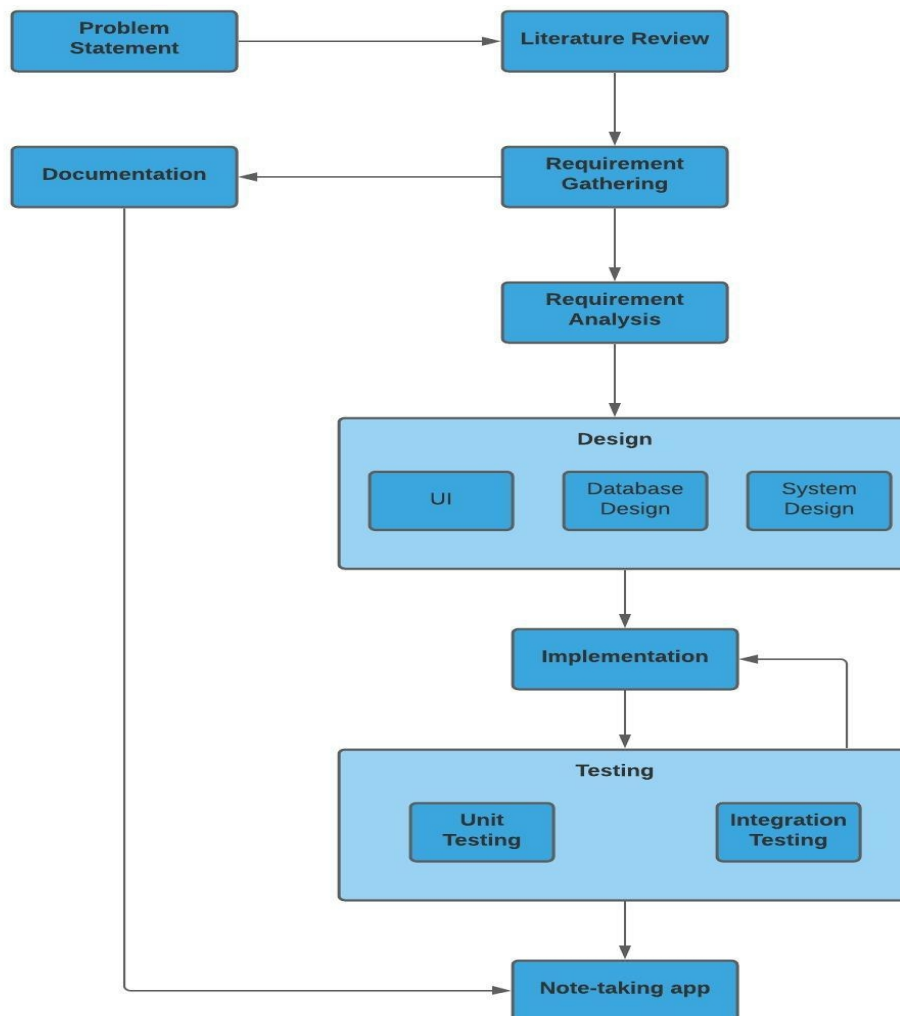 Problem
Statement
Literature Review
Documentation
Requirement
Gathering
Requirement
Analysis
Design
UI
Database
Design
System
Design
Implementation
Testing
Unit
Testing
Integration
Testing
Note-taking app